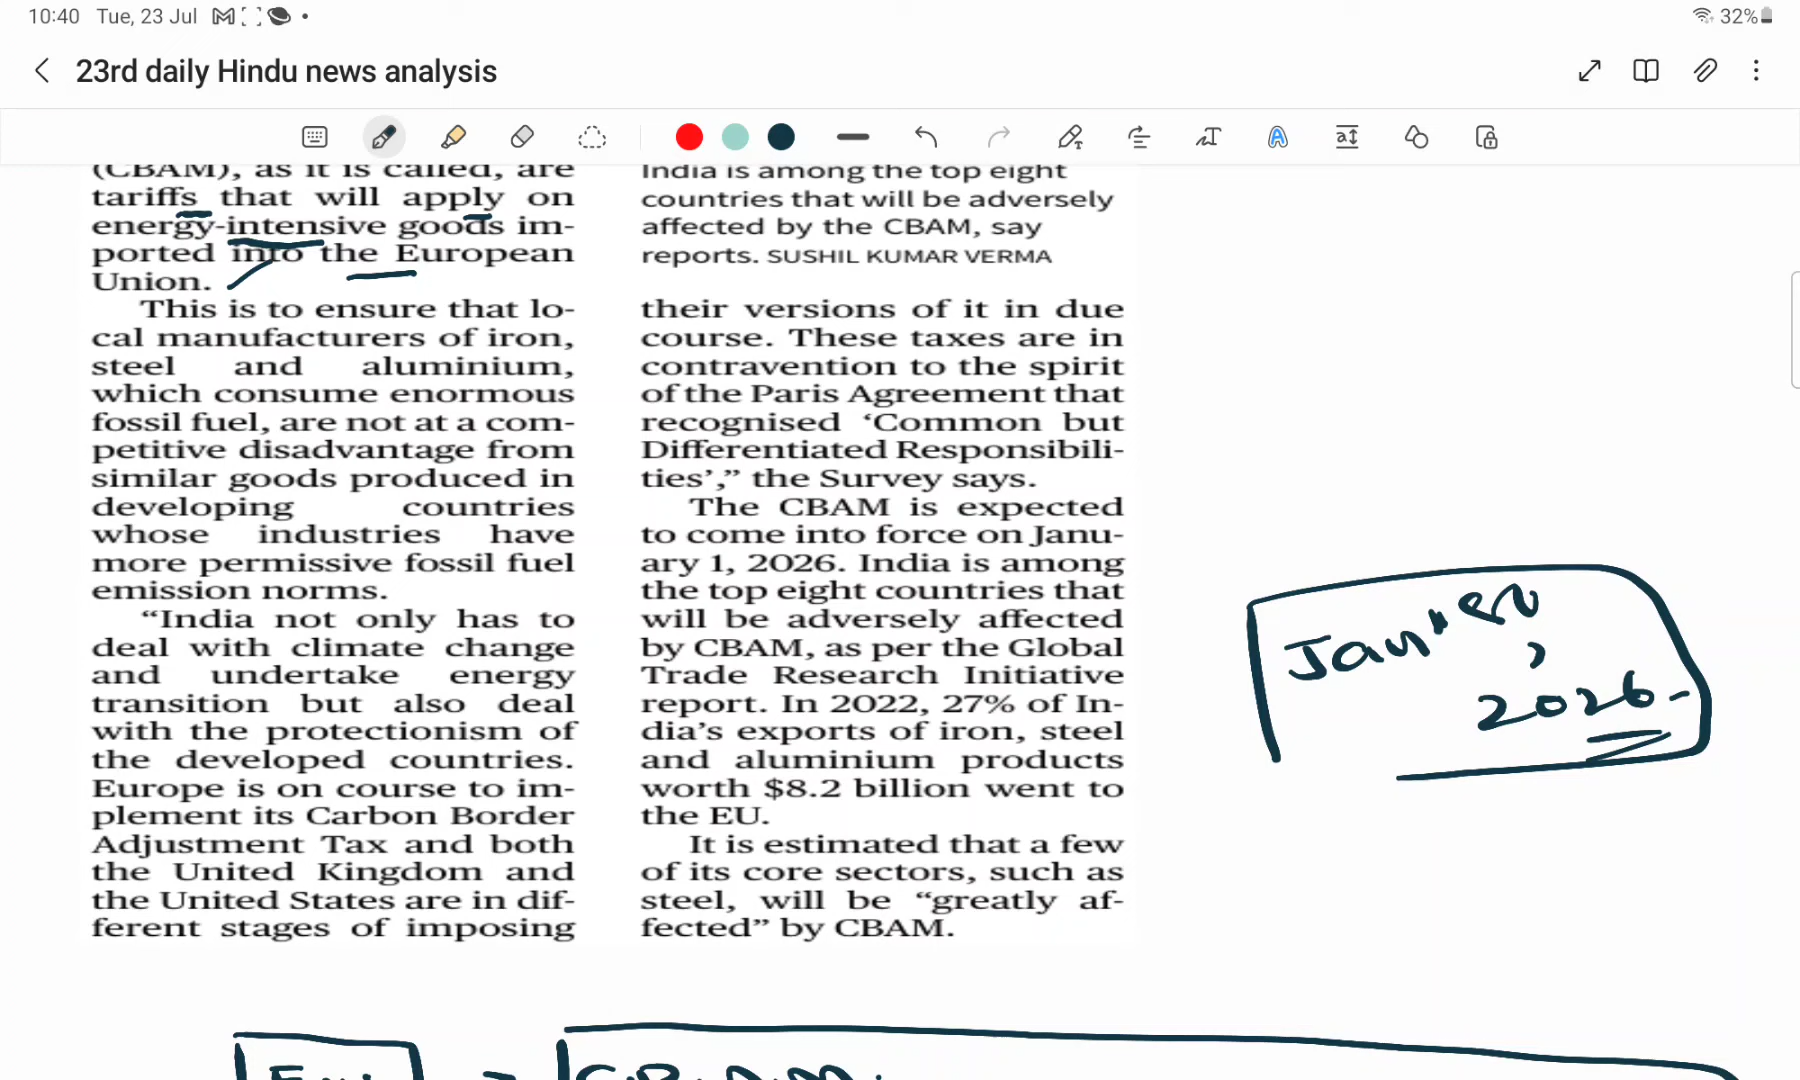 10:40 Tue, 23 Jul
32%
23rd daily Hindu news analysis
(CBAM), as it is called, are
tariffs that will apply on
energy-intensive goods im-
ported into the European
Union.
This is to ensure that lo-
cal manufacturers of iron,
steel and aluminium,
which consume enormous
fossil fuel, are not at a com-
petitive disadvantage from
similar goods produced in
developing countries
whose industries have
more permissive fossil fuel
emission norms.
“India not only has to
deal with climate change
and undertake energy
transition but also deal
with the protectionism of
the developed countries.
Europe is on course to im-
plement its Carbon Border
Adjustment Tax and both
the United Kingdom and
the United States are in dif-
ferent stages of imposing
India is among the top eight
countries that will be adversely
affected by the CBAM, say
reports. SUSHIL KUMAR VERMA
their versions of it in due
course. These taxes are in
contravention to the spirit
of the Paris Agreement that
recognised ‘Common but
Differentiated Responsibili-
ties’,” the Survey says.
The CBAM is expected
to come into force on Janu-
ary 1, 2026. India is among
the top eight countries that
will be adversely affected
by CBAM, as per the Global
Trade Research Initiative
report. In 2022, 27% of In-
dia’s exports of iron, steel
and aluminium products
worth $8.2 billion went to
the EU.
It is estimated that a few
of its core sectors, such as
steel, will be “greatly af-
fected” by CBAM.
2026